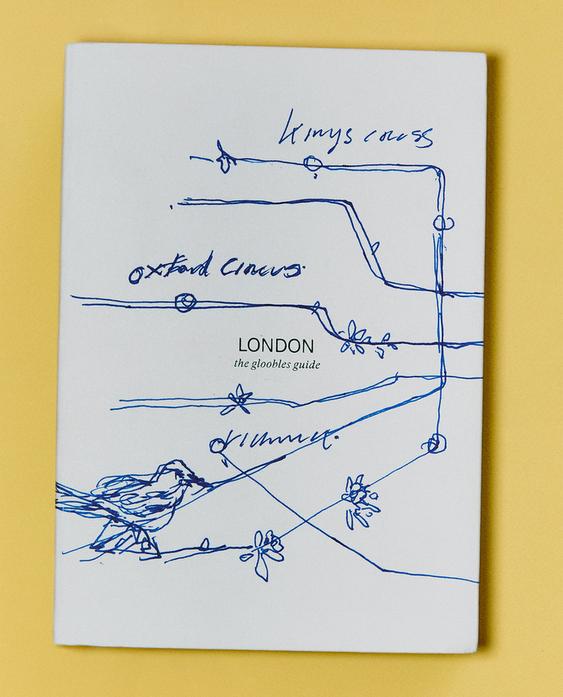 Kings cross
Oxford Circus
LONDON
the gloobles guide